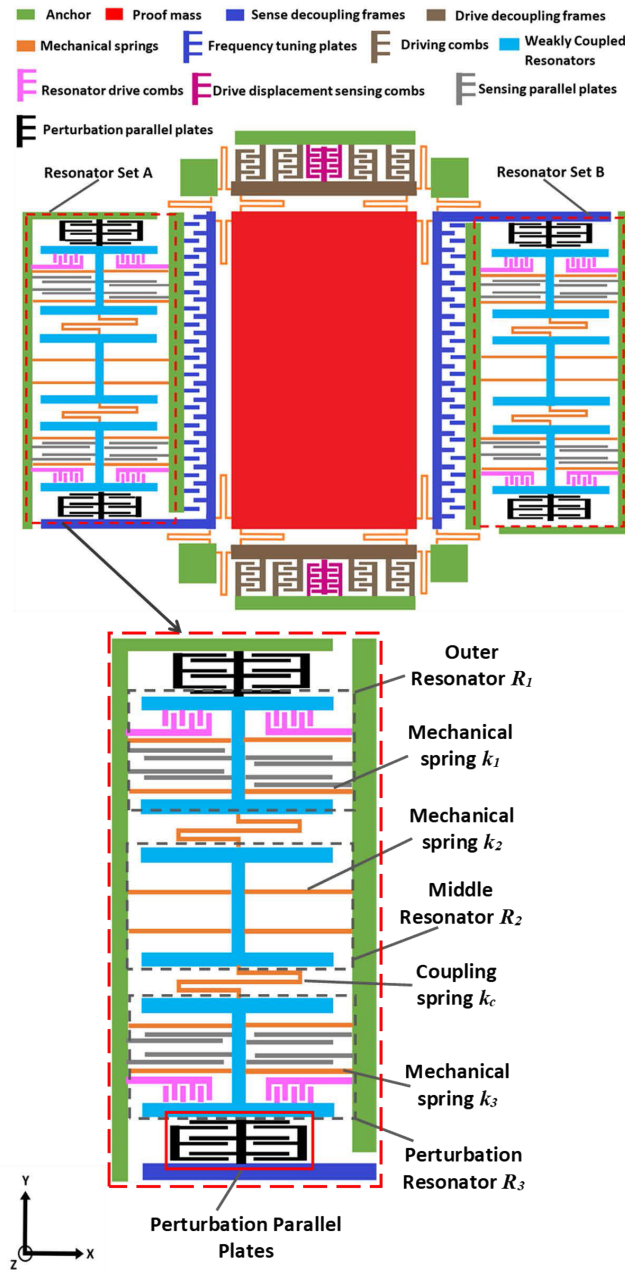 Anchor
Proof mass
Sense decoupling frames
Drive decoupling frames
Mechanical springs
Frequency tuning plates
Driving combs
Weakly Coupled
Resonators
Resonator drive combs
Drive displacement sensing combs
Sensing parallel plates
Perturbation parallel plates
Resonator Set A
Resonator Set B
Outer
Resonator R₁
Mechanical
spring k₁
Mechanical
spring k₂
Middle
Resonator R₂
Coupling
spring k_c
Mechanical
spring k₃
Perturbation
Resonator R₃
Perturbation Parallel
Plates
Y
Z
X